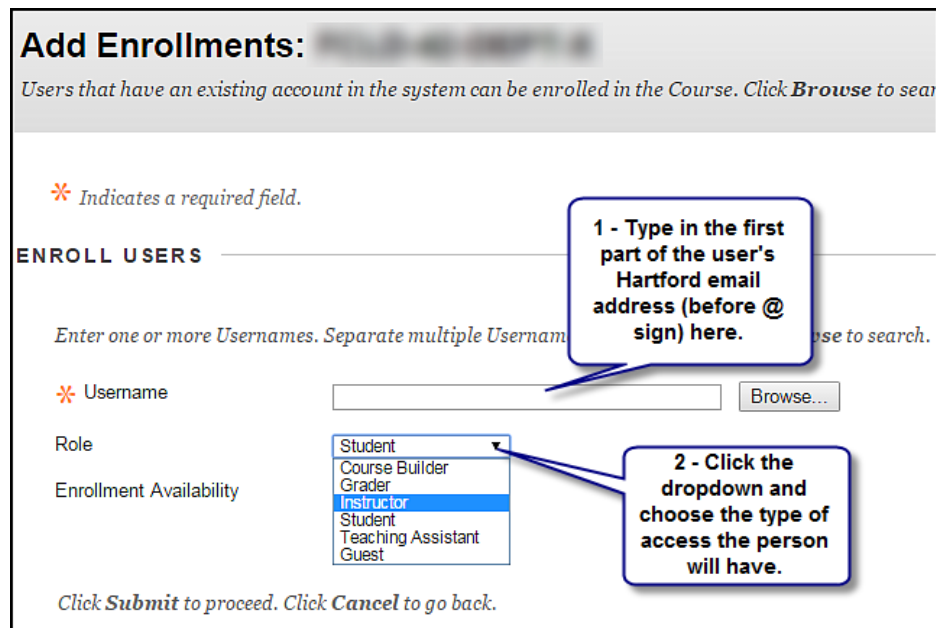 Add Enrollments:
Users that have an existing account in the system can be enrolled in the Course. Click Browse to
Indicates a required field.
ENROLL USERS
1 - Type in the first
part of the user's
Hartford email
address (before @
sign) here.
Enter one or more Usernames. Separate multiple to search.
* Username
Browse...
Role
Student
Course Builder
Grader
Instructor
Student
Teaching Assistant
Guest
Enrollment Availability
2 - Click the
dropdown and
choose the type of
access the person
will have.
Click Submit to proceed. Click Cancel to go back.